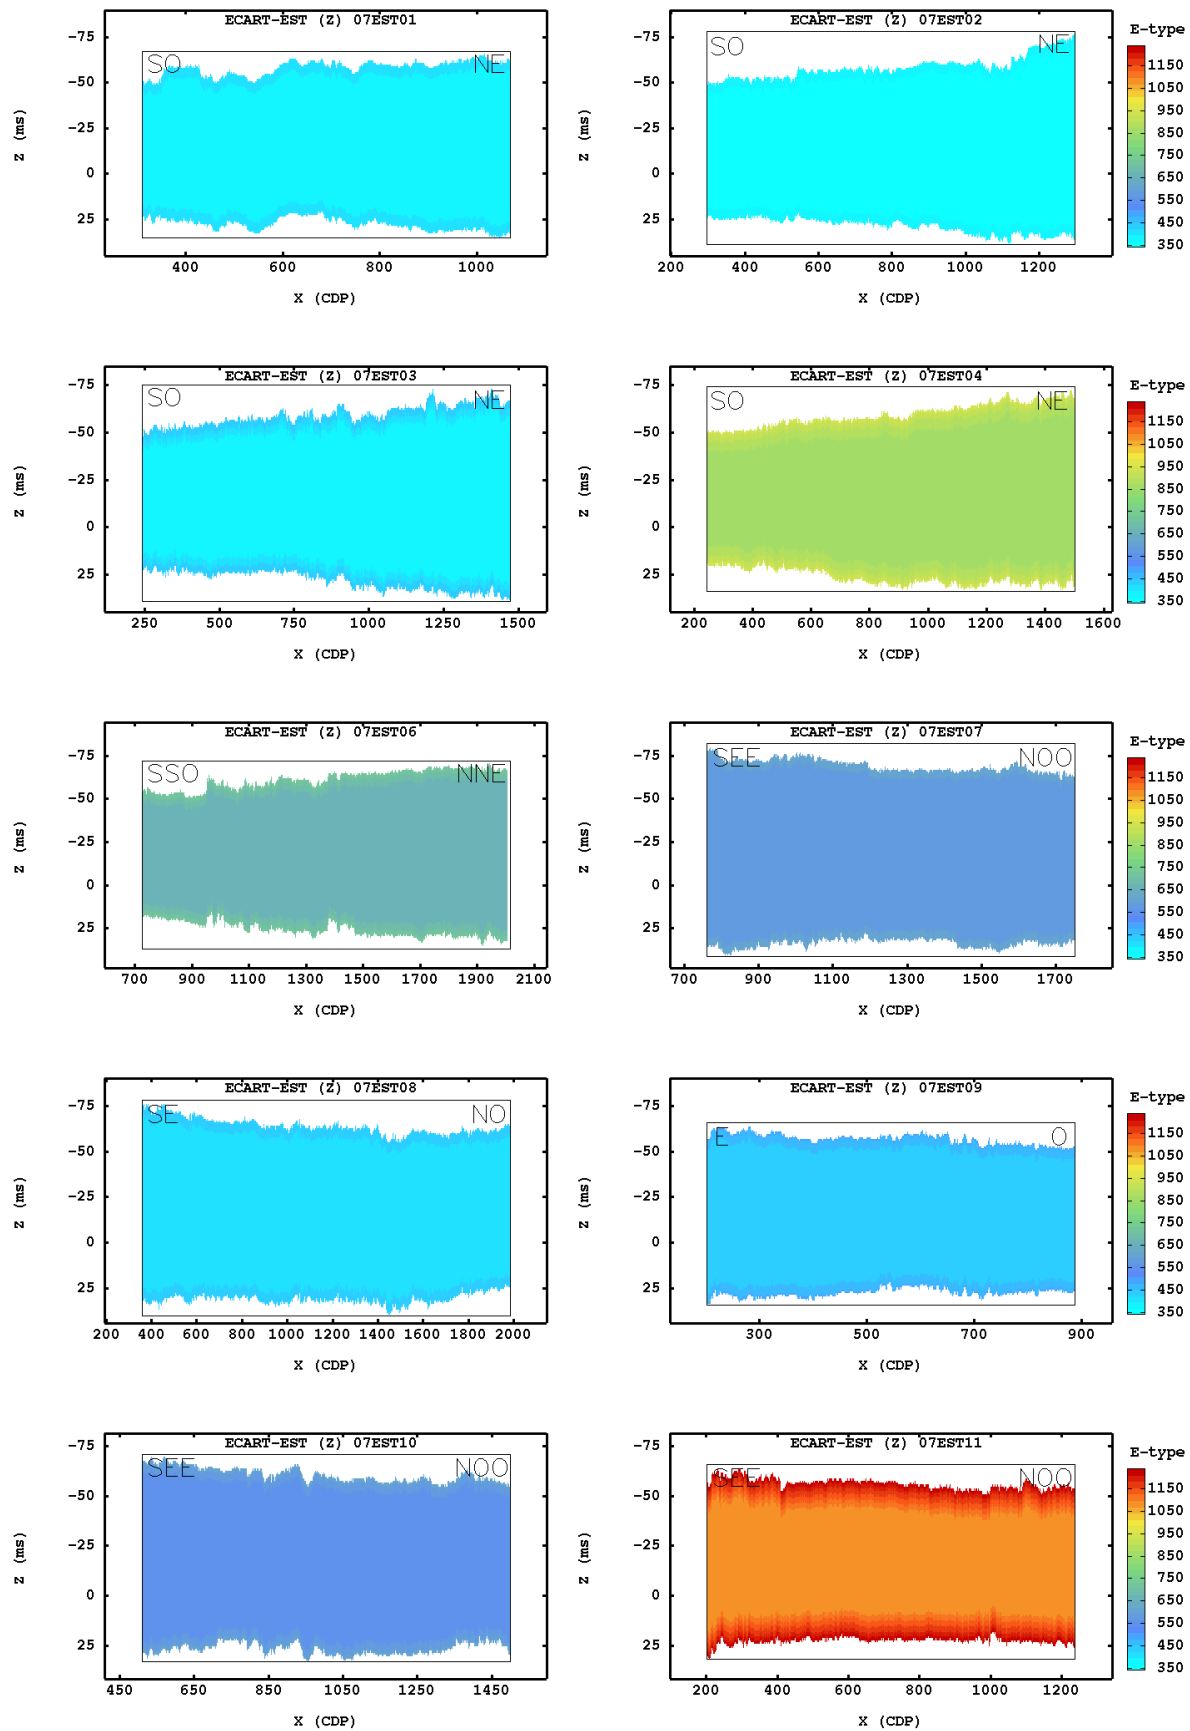 ECART-EST (Z) 07EST01
SO
NE
-75
-50
-25
0
25
Z (ms)
400
600
800
1000
X (CDP)
ECART-EST (Z) 07EST02
SO
NE
-75
-50
-25
0
25
Z (ms)
200
400
600
800
1000
1200
X (CDP)
E-type
1150
1050
950
850
750
650
550
450
350
ECART-EST (Z) 07EST03
SO
NE
-75
-50
-25
0
25
Z (ms)
250
500
750
1000
1250
1500
X (CDP)
ECART-EST (Z) 07EST04
SO
NE
-75
-50
-25
0
25
Z (ms)
200
400
600
800
1000
1200
1400
1600
X (CDP)
E-type
1150
1050
950
850
750
650
550
450
350
ECART-EST (Z) 07EST06
SSO
NNE
-75
-50
-25
0
25
Z (ms)
700
900
1100
1300
1500
1700
1900
2100
X (CDP)
ECART-EST (Z) 07EST07
SEE
NOO
-75
-50
-25
0
25
Z (ms)
700
900
1100
1300
1500
1700
X (CDP)
E-type
1150
1050
950
850
750
650
550
450
350
ECART-EST (Z) 07EST08
SE
NO
-75
-50
-25
0
25
Z (ms)
200
400
600
800
1000
1200
1400
1600
1800
2000
X (CDP)
ECART-EST (Z) 07EST09
E
O
-75
-50
-25
0
25
Z (ms)
300
500
700
900
X (CDP)
E-type
1150
1050
950
850
750
650
550
450
350
ECART-EST (Z) 07EST10
SEE
NOO
-75
-50
-25
0
25
Z (ms)
450
650
850
1050
1250
1450
X (CDP)
ECART-EST (Z) 07EST11
SEE
NOO
-75
-50
-25
0
25
Z (ms)
200
400
600
800
1000
1200
X (CDP)
E-type
1150
1050
950
850
750
650
550
450
350